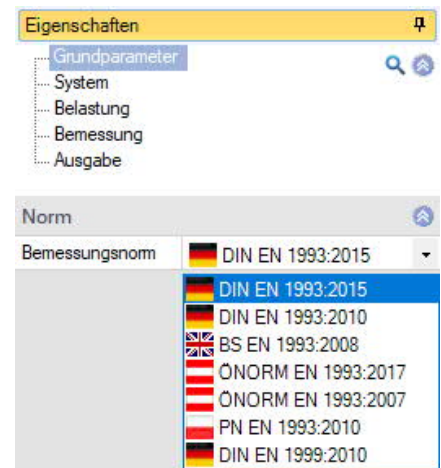 Eigenschaften
Grundparameter
System
Belastung
Bemessung
Ausgabe
Norm
Bemessungsnorm DIN EN 1993:2015
DIN EN 1993:2015
DIN EN 1993:2010
BS EN 1993:2008
ÖNORM EN 1993:2017
ÖNORM EN 1993:2007
PN EN 1993:2010
DIN EN 1999:2010